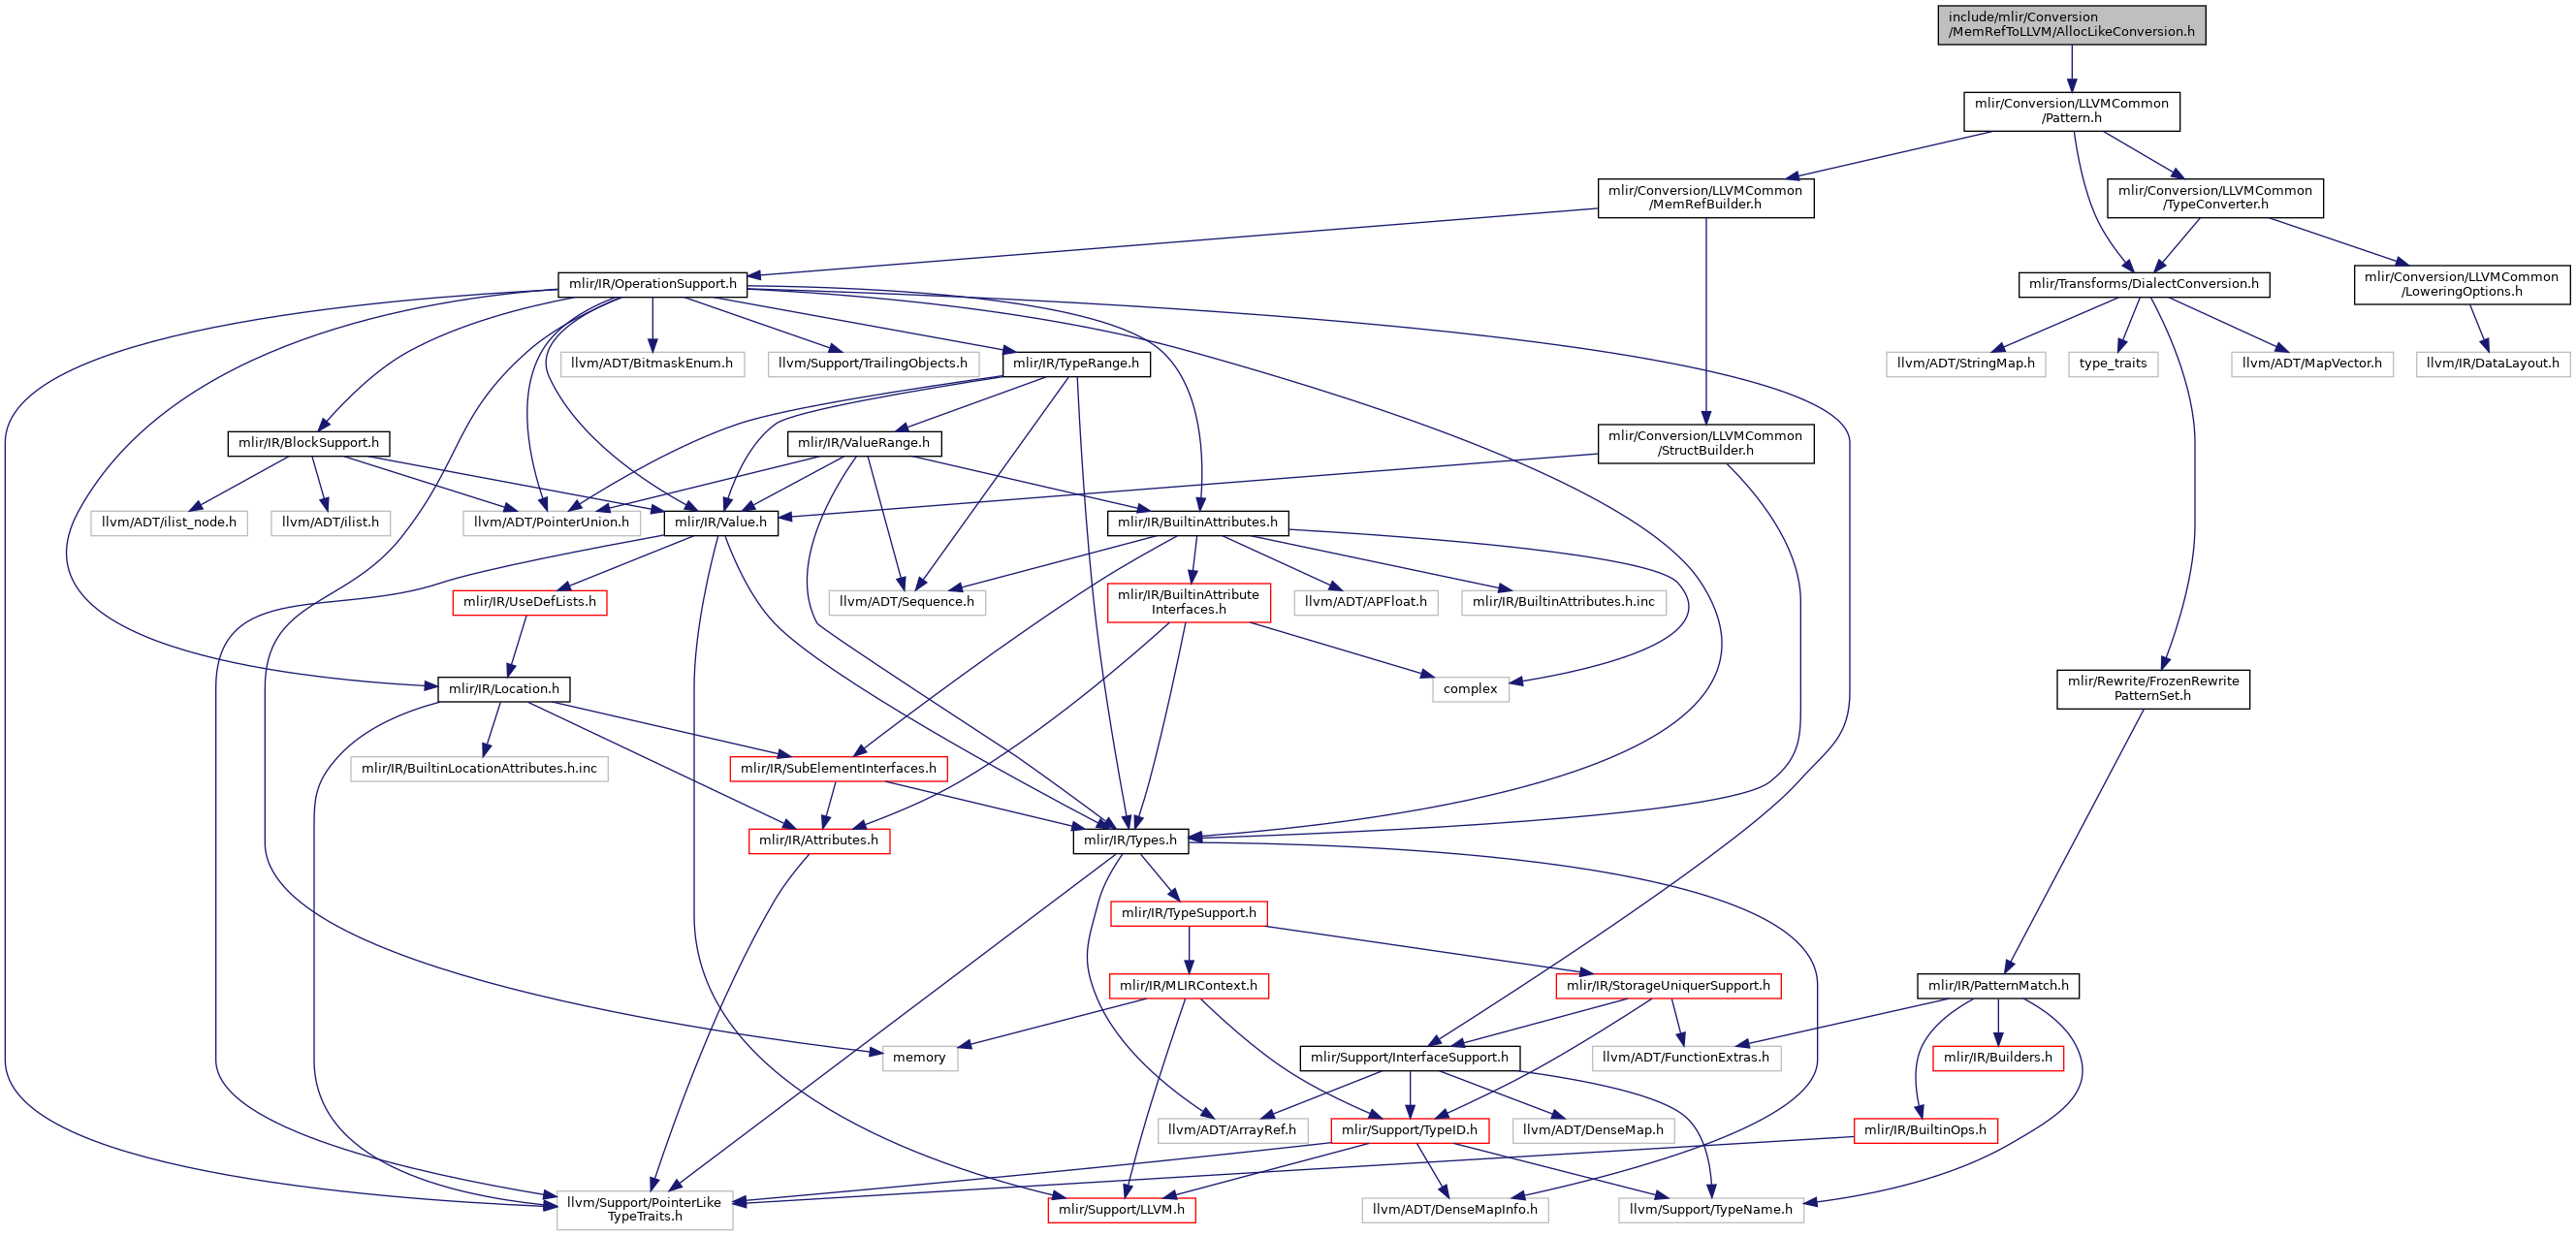 include/mlir/Conversion
/MemRefToLLVM/AllocLikeConversion.h
mlir/Conversion/LLVMCommon
/Pattern.h
mlir/Conversion/LLVMCommon
/MemRefBuilder.h
mlir/Conversion/LLVMCommon
/TypeConverter.h
mlir/IR/OperationSupport.h
mlir/Transforms/DialectConversion.h
mlir/Conversion/LLVMCommon
/LoweringOptions.h
llvm/ADT/BitmaskEnum.h
llvm/Support/TrailingObjects.h
mlir/IR/TypeRange.h
llvm/ADT/StringMap.h
type_traits
llvm/ADT/MapVector.h
llvm/IR/DataLayout.h
mlir/IR/BlockSupport.h
mlir/IR/ValueRange.h
mlir/Conversion/LLVMCommon
/StructBuilder.h
llvm/ADT/ilist_node.h
llvm/ADT/ilist.h
llvm/ADT/PointerUnion.h
mlir/IR/Value.h
mlir/IR/BuiltinAttributes.h
mlir/IR/UseDefLists.h
llvm/ADT/Sequence.h
mlir/IR/BuiltinAttribute
Interfaces.h
llvm/ADT/APFloat.h
mlir/IR/BuiltinAttributes.h.inc
mlir/IR/Location.h
complex
mlir/Rewrite/FrozenRewrite
PatternSet.h
mlir/IR/BuiltinLocationAttributes.h.inc
mlir/IR/SubElementInterfaces.h
mlir/IR/Attributes.h
mlir/IR/Types.h
mlir/IR/TypeSupport.h
mlir/IR/MLIRContext.h
mlir/IR/StorageUniquerSupport.h
mlir/IR/PatternMatch.h
memory
mlir/Support/InterfaceSupport.h
llvm/ADT/FunctionExtras.h
mlir/IR/Builders.h
llvm/ADT/ArrayRef.h
mlir/Support/TypeID.h
llvm/ADT/DenseMap.h
mlir/IR/BuiltinOps.h
llvm/Support/PointerLike
TypeTraits.h
mlir/Support/LLVM.h
llvm/ADT/DenseMapInfo.h
llvm/Support/TypeName.h